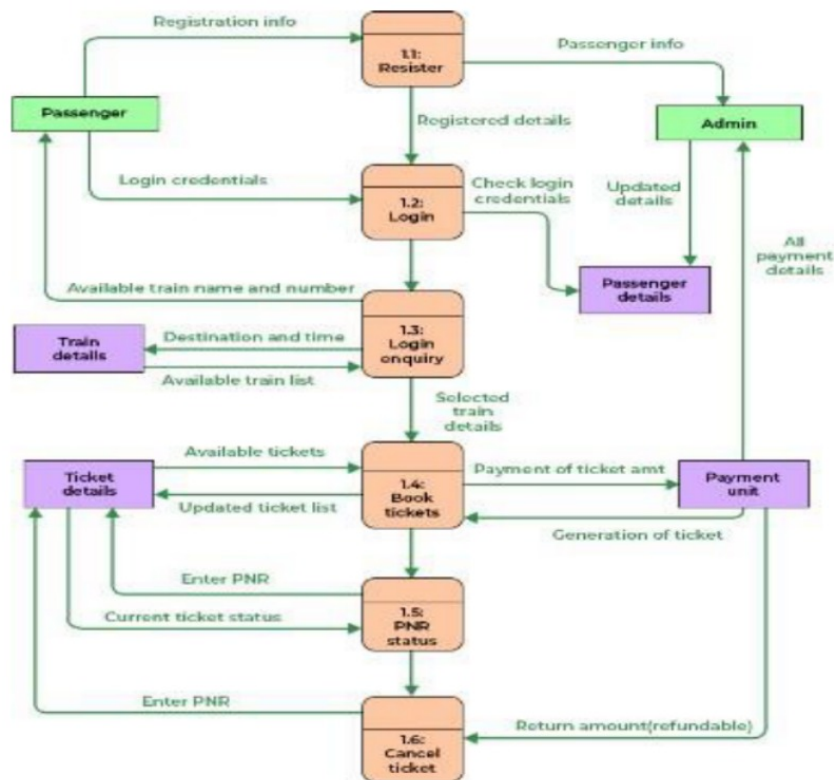 Registration info
1.1:
Resister
Passenger info
Passenger
Admin
Registered details
Login credentials
1.2:
Login
Check login
credentials
Updated
details
All
payment
details
Passenger
details
Available train name and number
1.3:
Login
enquiry
Train
details
Destination and time
Available train list
Selected
train
details
Available tickets
Ticket
details
1.4:
Book
tickets
Payment of ticket amt
Payment
unit
Updated ticket list
Generation of ticket
Enter PNR
1.5:
PNR
status
Current ticket status
Enter PNR
1.6:
Cancel
ticket
Return amount(refundable)